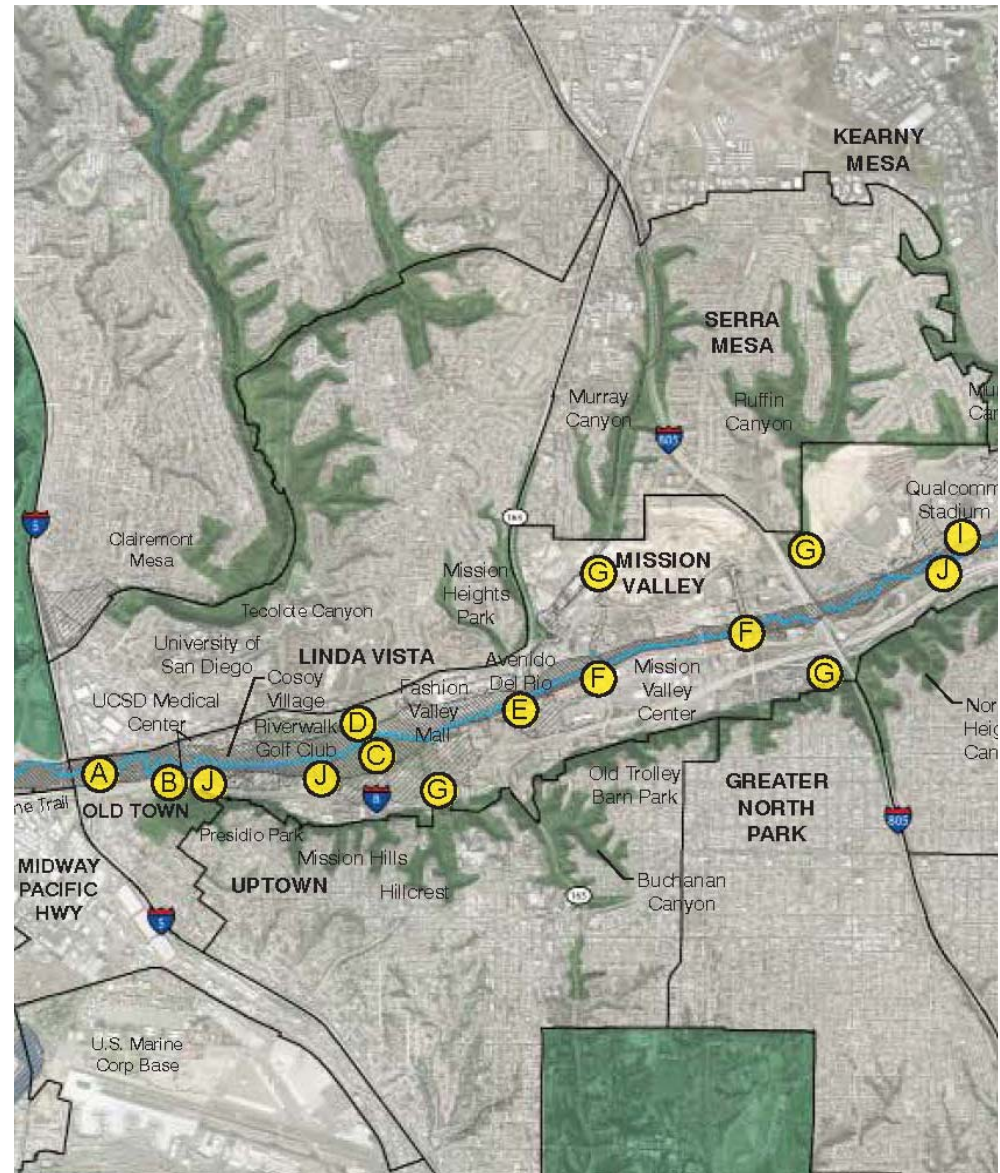 KEARNY
MESA
SERRA
MESA
Murray
Canyon
Ruffin
Canyon
805
Qualcomm
Stadium
5
163
I
Clairemont
Mesa
G
J
G
MISSION
VALLEY
Mission
Heights
Park
Tecolote Canyon
F
University of
San Diego
LINDA VISTA
Avenido
Del Rio
F
Mission
Valley
Center
G
Cosoy
Village
Fashion
Valley
Mall
UCSD Medical
Center
E
Riverwalk
Golf Club
D
C
A
B
J
J
G
8
Old Trolley
Barn Park
GREATER
NORTH
PARK
ne Trail
OLD TOWN
805
Presidio Park
Mission Hills
MIDWAY
PACIFIC
HWY
UPTOWN
Hillcrest
Buchanan
Canyon
163
5
U.S. Marine
Corp Base